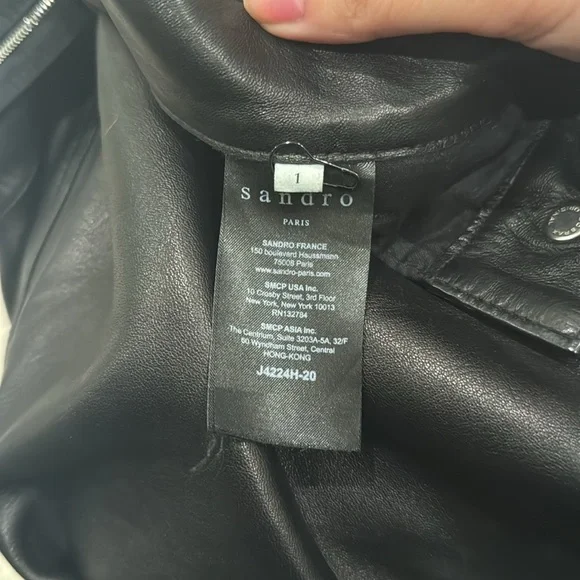 1
sandro
PARIS
SANDRO FRANCE
150 boulevard Haussmann
75008 Paris
www.sandro-paris.com
SMCP USA Inc.
10 Crosby Street, 3rd Floor
New York, New York 10013
RN132784
SMCP ASIA Inc.
The Centrium, Suite 3203A-5A, 32/F
60 Wyndham Street, Central
HONG-KONG
J4224H-20